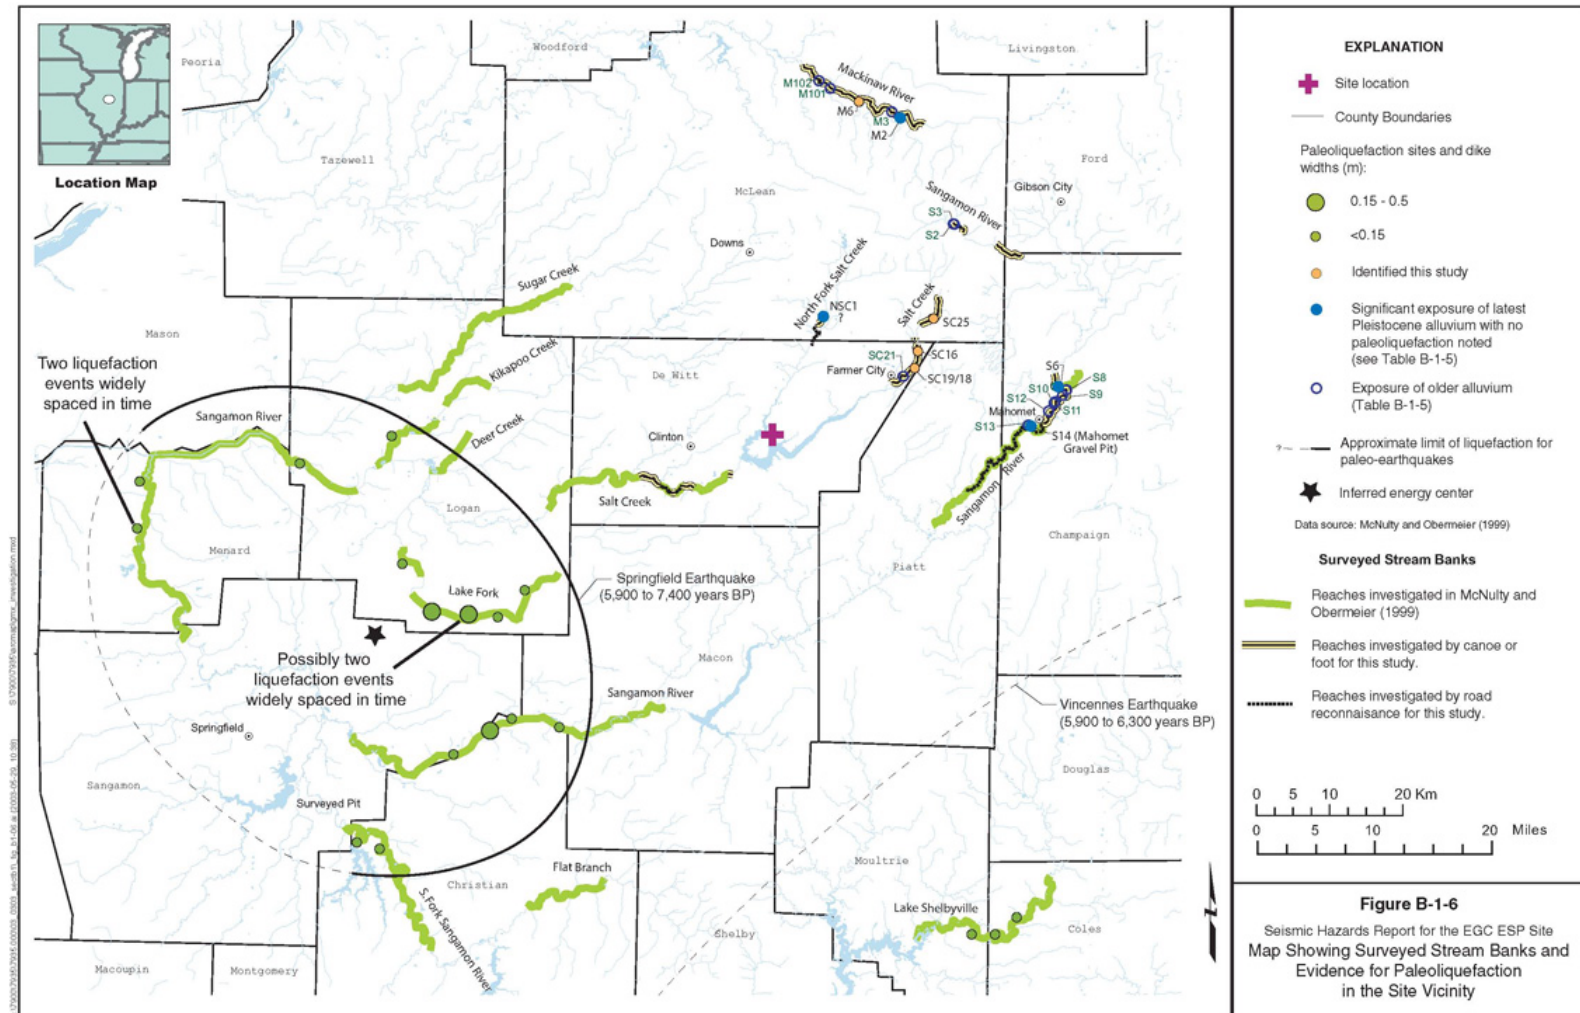 Location Map
Peoria
Woodford
Livingston
Tazewell
McLean
Ford
Mason
De Witt
Logan
Menard
Piatt
Champaign
Macon
Sangamon
Douglas
Moultrie
Christian
Shelby
Coles
Macoupin
Montgomery
M102
M101
Mackinaw River
M6
M3
M2
Sangamon River
Gibson City
S3
S2
Downs
North Fork Salt Creek
NSC1
?
Salt Creek
SC25
SC21
SC16
Farmer City
SC19/18
S6
S10
S8
S12
S9
Mahomet
S11
S13
S14 (Mahomet
Gravel Pit)
Sangamon River
Sugar Creek
Kikapoo Creek
Deer Creek
Clinton
Salt Creek
Two liquefaction
events widely
spaced in time
Sangamon River
Lake Fork
Springfield Earthquake
(5,900 to 7,400 years BP)
Possibly two
liquefaction events
widely spaced in time
Sangamon River
Springfield
Surveyed Pit
Flat Branch
S. Fork Sangamon River
Lake Shelbyville
Vincennes Earthquake
(5,900 to 6,300 years BP)
EXPLANATION
Site location
County Boundaries
Paleoliquefaction sites and dike
widths (m):
0.15 - 0.5
<0.15
Identified this study
Significant exposure of latest
Pleistocene alluvium with no
paleoliquefaction noted
(see Table B-1-5)
Exposure of older alluvium
(Table B-1-5)
?
Approximate limit of liquefaction for
paleo-earthquakes
Inferred energy center
Data source: McNulty and Obermeier (1999)
Surveyed Stream Banks
Reaches investigated in McNulty and
Obermeier (1999)
Reaches investigated by canoe or
foot for this study.
Reaches investigated by road
reconnaisance for this study.
0 5 10 20 Km
0 5 10 20 Miles
Figure B-1-6
Seismic Hazards Report for the EGC ESP Site
Map Showing Surveyed Stream Banks and
Evidence for Paleoliquefaction
in the Site Vicinity